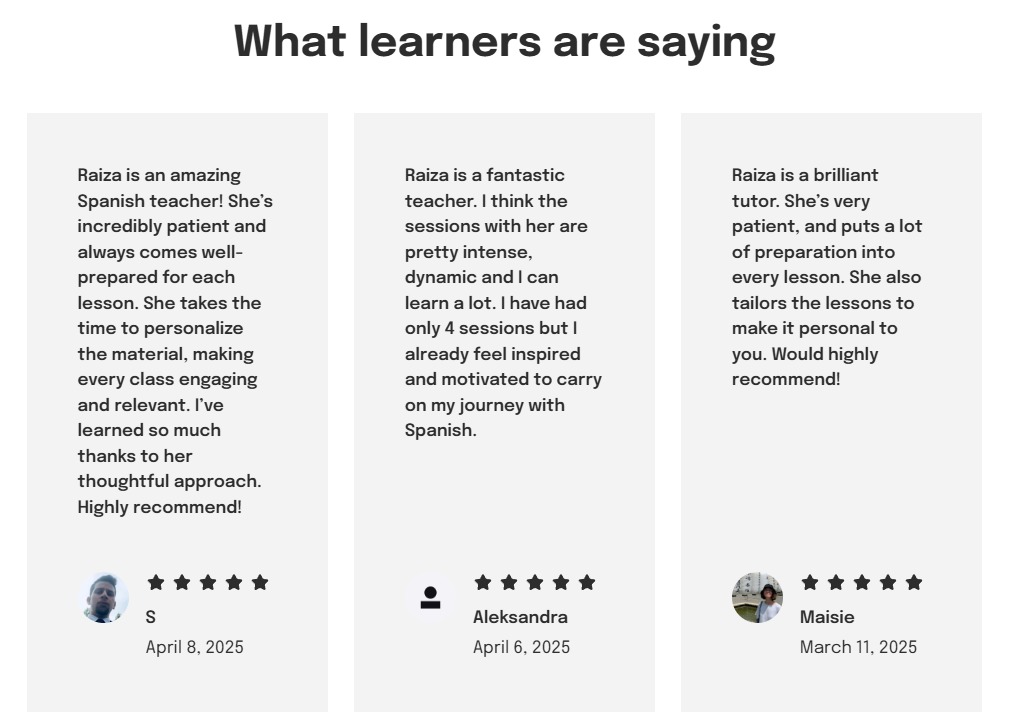 What learners are saying
Raiza is an amazing
Spanish teacher! She's
incredibly patient and
always comes well-
prepared for each
lesson. She takes the
time to personalize
the material, making
every class engaging
and relevant. I've
learned so much
thanks to her
thoughtful approach.
Highly recommend!
S
April 8, 2025
Raiza is a fantastic
teacher. I think the
sessions with her are
pretty intense,
dynamic and I can
learn a lot. I have had
only 4 sessions but I
already feel inspired
and motivated to carry
on my journey with
Spanish.
Aleksandra
April 6, 2025
Raiza is a brilliant
tutor. She's very
patient, and puts a lot
of preparation into
every lesson. She also
tailors the lessons to
make it personal to
you. Would highly
recommend!
Maisie
March 11, 2025